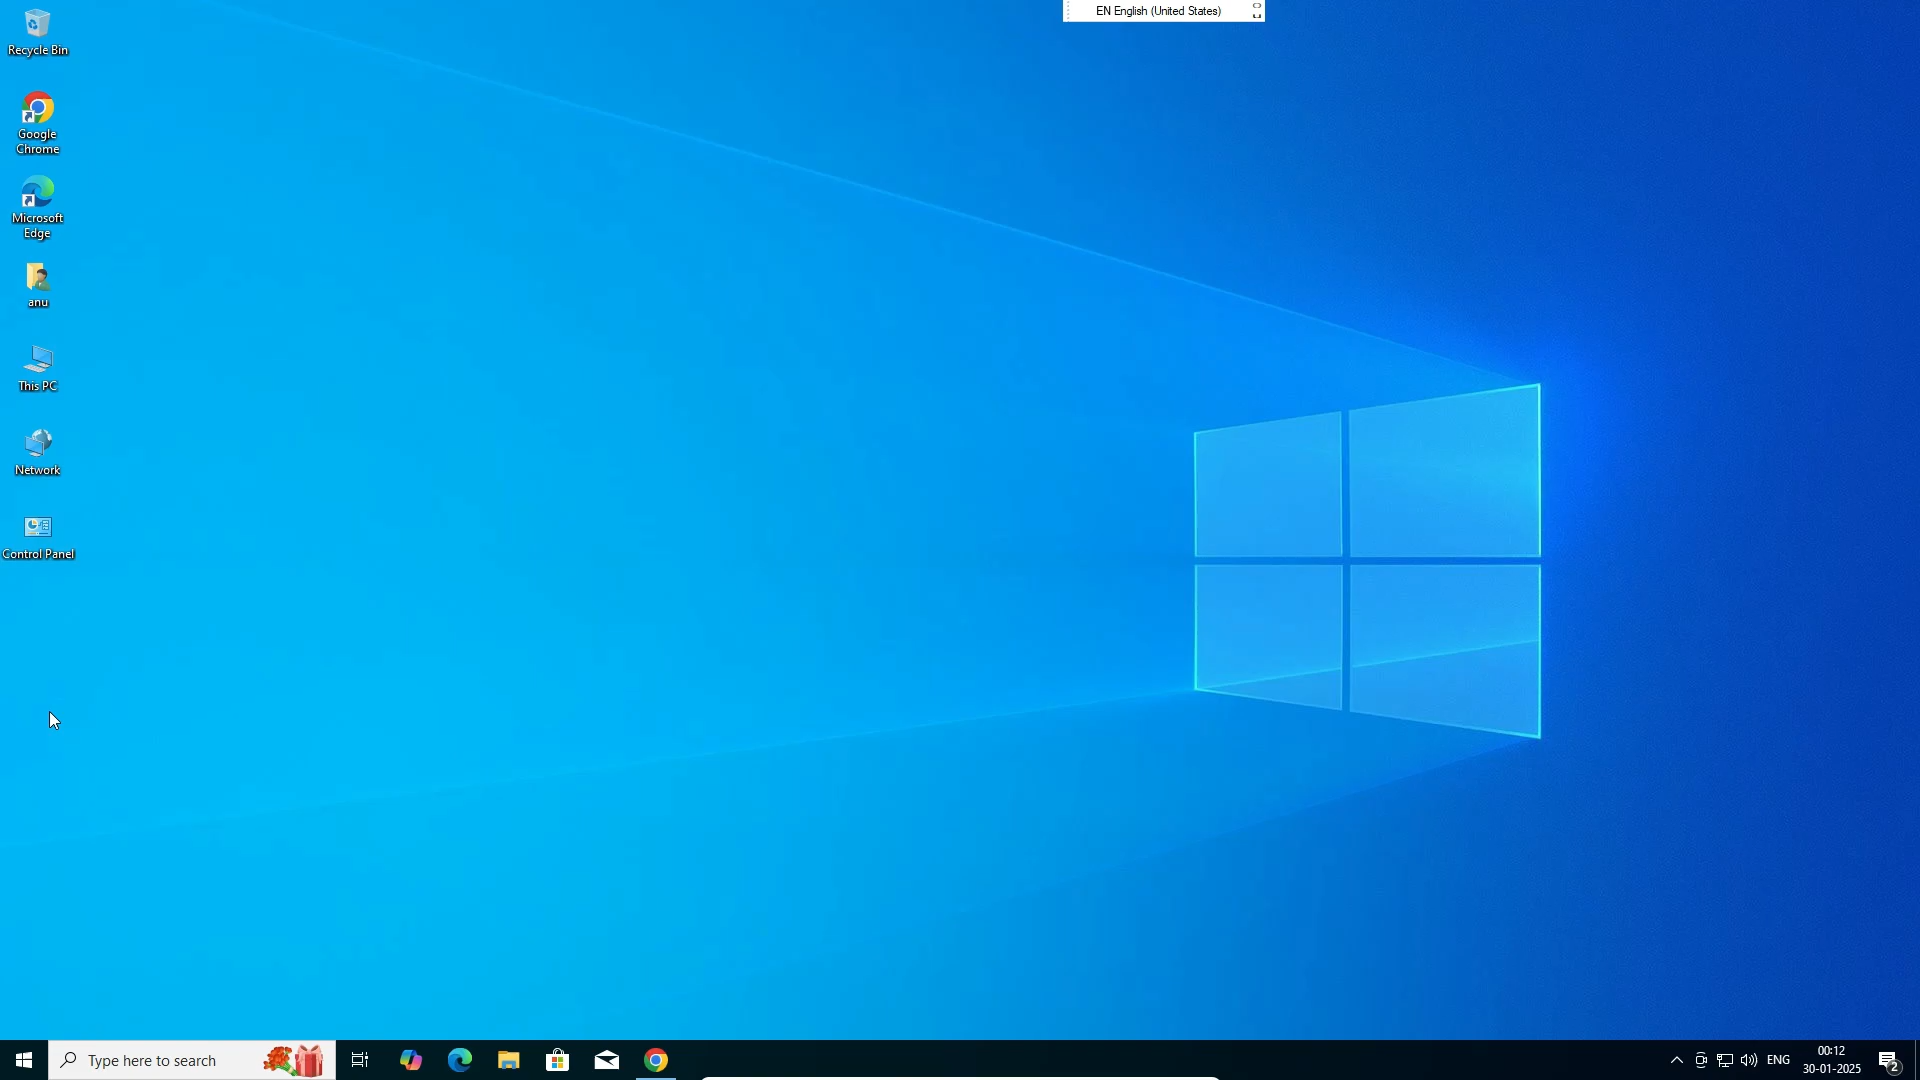 EN English (United States)
Recycle Bin
Google
Chrome
Microsoft
Edge
anu
This PC
Network
Control Panel
Type here to search
ENG
00:12
30-01-2025
2